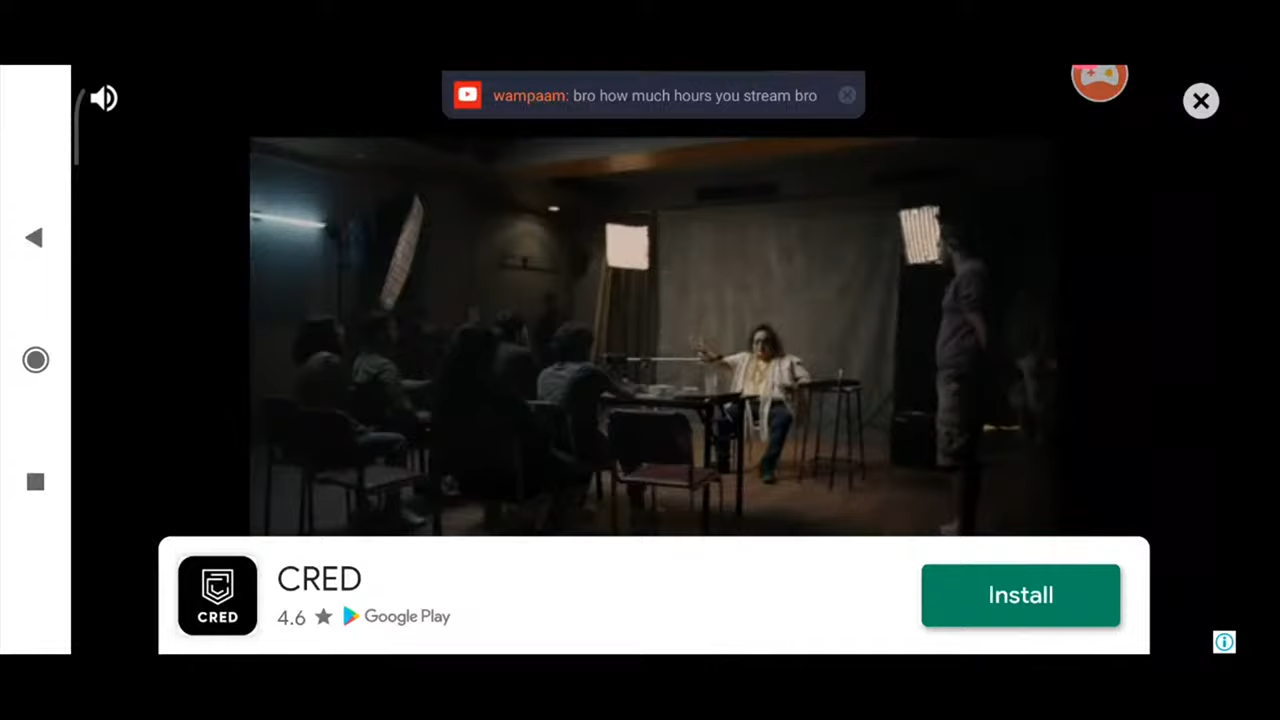 wampaam: bro how much hours you stream bro
CRED
CRED
4.6 ★ Google Play
Install